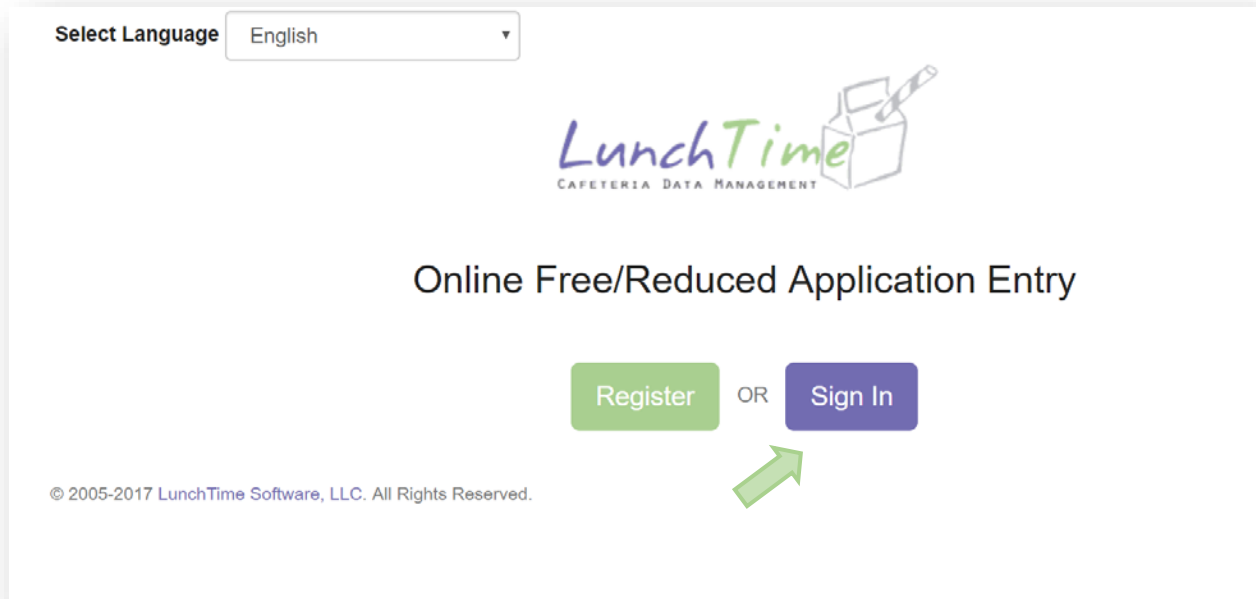 Select Language English
LunchTime
CAFETERIA DATA MANAGEMENT
Online Free/Reduced Application Entry
Register OR Sign In
© 2005-2017 LunchTime Software, LLC. All Rights Reserved.